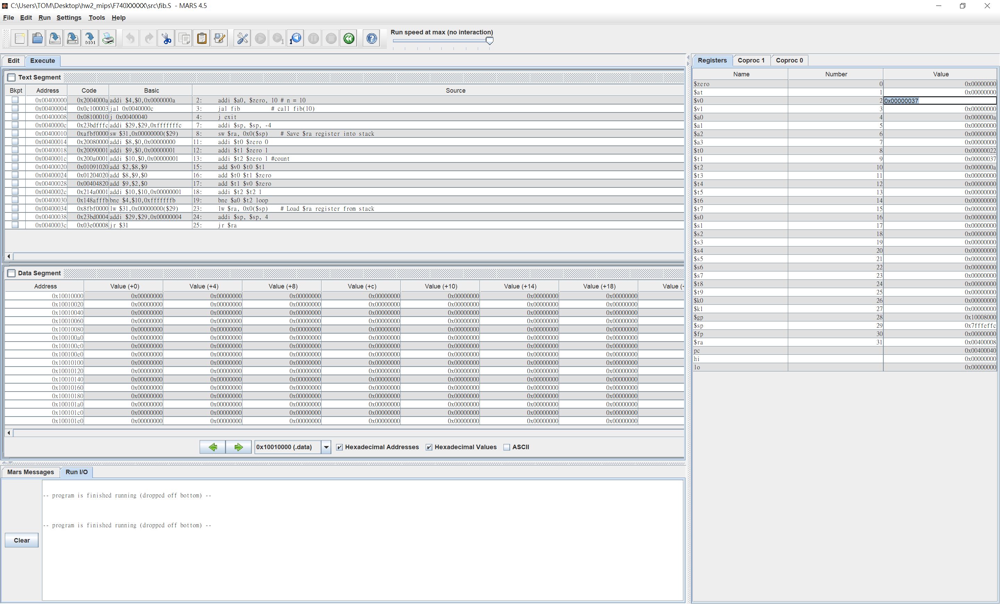 C:\Users\TOM\Desktop\hw2_mips\F740XXXXX\src\fib.S - MARS 4.5
File Edit Run Settings Tools Help
Run speed at max (no interaction)
Edit Execute
Text Segment
Bkpt Address Code Basic Source
0x00400000 0x2004000a addi $4,$0,0x0000000a 2: addi $a0, $zero, 10 # n = 10
0x00400004 0x0c100003 jal 0x0040000c 3: jal fib # call fib(10)
0x00400008 0x08100010 j 0x00400040 4: j exit
0x0040000c 0x23bdfffc addi $29,$29,0xfffffffc 7: addi $sp, $sp, -4
0x00400010 0xafbf0000 sw $31,0x00000000($29) 8: sw $ra, 0x0($sp) # Save $ra register into stack
0x00400014 0x20080000 addi $8,$0,0x00000000 11: addi $t0 $zero 0
0x00400018 0x20090001 addi $9,$0,0x00000001 12: addi $t1 $zero 1
0x0040001c 0x200a0001 addi $10,$0,0x00000001 13: addi $t2 $zero 1 #count
0x00400020 0x01091020 add $2,$8,$9 15: add $v0 $t0 $t1
0x00400024 0x01204020 add $8,$9,$0 16: add $t0 $t1 $zero
0x00400028 0x00404820 add $9,$2,$0 17: add $t1 $v0 $zero
0x0040002c 0x214a0001 addi $10,$10,0x00000001 18: addi $t2 $t2 1
0x00400030 0x148afffb bne $4,$10,0xfffffffb 19: bne $a0 $t2 loop
0x00400034 0x8fbf0000 lw $31,0x00000000($29) 23: lw $ra, 0x0($sp) # Load $ra register from stack
0x00400038 0x23bd0004 addi $29,$29,0x00000004 24: addi $sp, $sp, 4
0x0040003c 0x03e00008 jr $31 25: jr $ra
Data Segment
Address Value (+0) Value (+4) Value (+8) Value (+c) Value (+10) Value (+14) Value (+18) Value (+
0x10010000 0x00000000 0x00000000 0x00000000 0x00000000 0x00000000 0x00000000 0x00000000
0x10010020 0x00000000 0x00000000 0x00000000 0x00000000 0x00000000 0x00000000 0x00000000
0x10010040 0x00000000 0x00000000 0x00000000 0x00000000 0x00000000 0x00000000 0x00000000
0x10010060 0x00000000 0x00000000 0x00000000 0x00000000 0x00000000 0x00000000 0x00000000
0x10010080 0x00000000 0x00000000 0x00000000 0x00000000 0x00000000 0x00000000 0x00000000
0x100100a0 0x00000000 0x00000000 0x00000000 0x00000000 0x00000000 0x00000000 0x00000000
0x100100c0 0x00000000 0x00000000 0x00000000 0x00000000 0x00000000 0x00000000 0x00000000
0x100100e0 0x00000000 0x00000000 0x00000000 0x00000000 0x00000000 0x00000000 0x00000000
0x10010100 0x00000000 0x00000000 0x00000000 0x00000000 0x00000000 0x00000000 0x00000000
0x10010120 0x00000000 0x00000000 0x00000000 0x00000000 0x00000000 0x00000000 0x00000000
0x10010140 0x00000000 0x00000000 0x00000000 0x00000000 0x00000000 0x00000000 0x00000000
0x10010160 0x00000000 0x00000000 0x00000000 0x00000000 0x00000000 0x00000000 0x00000000
0x10010180 0x00000000 0x00000000 0x00000000 0x00000000 0x00000000 0x00000000 0x00000000
0x100101a0 0x00000000 0x00000000 0x00000000 0x00000000 0x00000000 0x00000000 0x00000000
0x100101c0 0x00000000 0x00000000 0x00000000 0x00000000 0x00000000 0x00000000 0x00000000
0x100101e0 0x00000000 0x00000000 0x00000000 0x00000000 0x00000000 0x00000000 0x00000000
0x10010000 (.data) Hexadecimal Addresses Hexadecimal Values ASCII
Mars Messages Run I/O
-- program is finished running (dropped off bottom) --
-- program is finished running (dropped off bottom) --
Clear
Registers Coproc 1 Coproc 0
Name Number Value
$zero 0 0x00000000
$at 1 0x00000000
$v0 2 0x00000037
$v1 3 0x00000000
$a0 4 0x0000000a
$a1 5 0x00000000
$a2 6 0x00000000
$a3 7 0x00000000
$t0 8 0x00000022
$t1 9 0x00000037
$t2 10 0x0000000a
$t3 11 0x00000000
$t4 12 0x00000000
$t5 13 0x00000000
$t6 14 0x00000000
$t7 15 0x00000000
$s0 16 0x00000000
$s1 17 0x00000000
$s2 18 0x00000000
$s3 19 0x00000000
$s4 20 0x00000000
$s5 21 0x00000000
$s6 22 0x00000000
$s7 23 0x00000000
$t8 24 0x00000000
$t9 25 0x00000000
$k0 26 0x00000000
$k1 27 0x00000000
$gp 28 0x10008000
$sp 29 0x7fffeffc
$fp 30 0x00000000
$ra 31 0x00400008
pc 0x00400040
hi 0x00000000
lo 0x00000000